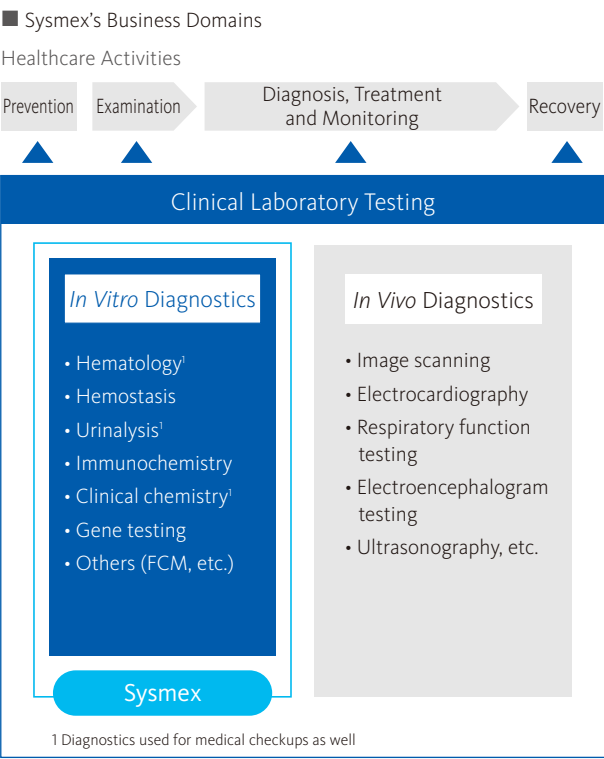 ■ Sysmex's Business Domains
Healthcare Activities
Prevention
Examination
Diagnosis, Treatment
and Monitoring
Recovery
Clinical Laboratory Testing
In Vitro Diagnostics
• Hematology¹
• Hemostasis
• Urinalysis¹
• Immunochemistry
• Clinical chemistry¹
• Gene testing
• Others (FCM, etc.)
Sysmex
In Vivo Diagnostics
• Image scanning
• Electrocardiography
• Respiratory function
testing
• Electroencephalogram
testing
• Ultrasonography, etc.
1 Diagnostics used for medical checkups as well